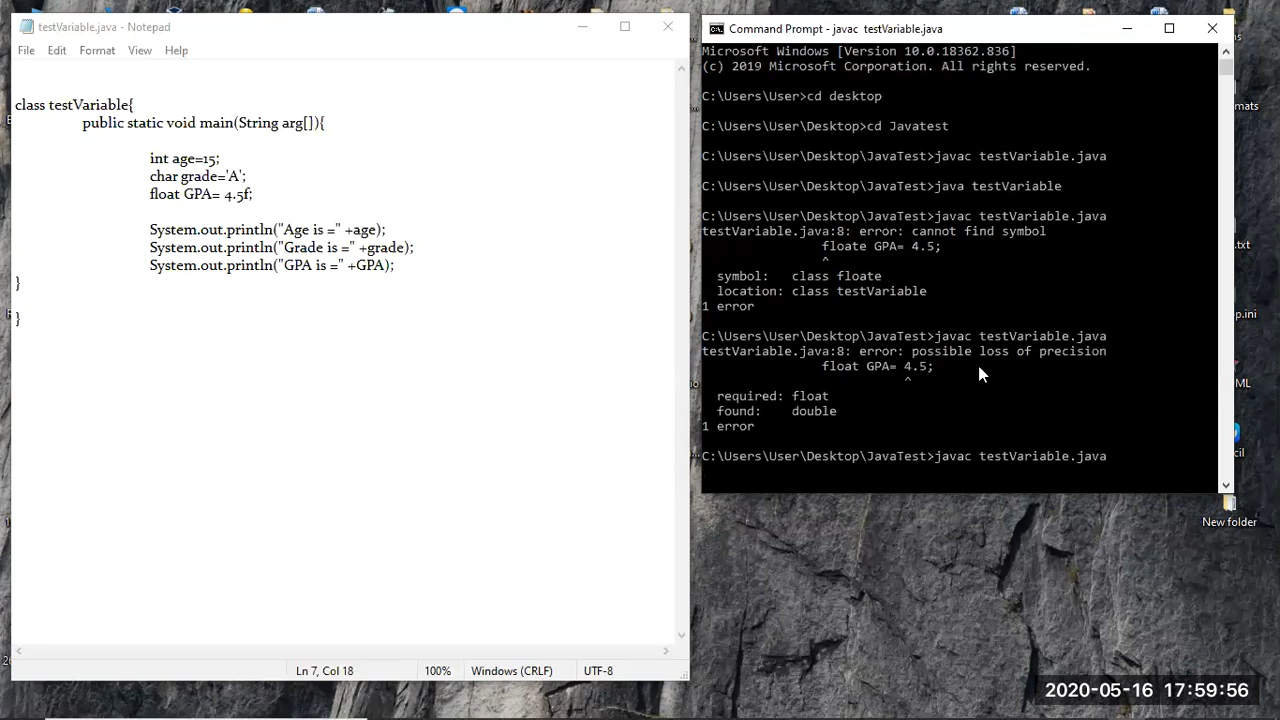 testVariable.java - Notepad
File Edit Format View Help
class testVariable{
public static void main(String arg[]){
int age=15;
char grade='A';
float GPA= 4.5f;
System.out.println("Age is =" +age);
System.out.println("Grade is =" +grade);
System.out.println("GPA is =" +GPA);
}
}
Ln 7, Col 18 100% Windows (CRLF) UTF-8
Command Prompt - javac testVariable.java
Microsoft Windows [Version 10.0.18362.836]
(c) 2019 Microsoft Corporation. All rights reserved.
C:\Users\User>cd desktop
C:\Users\User\Desktop>cd Javatest
C:\Users\User\Desktop\JavaTest>javac testVariable.java
C:\Users\User\Desktop\JavaTest>java testVariable
C:\Users\User\Desktop\JavaTest>javac testVariable.java
testVariable.java:8: error: cannot find symbol
floate GPA= 4.5;
^
symbol: class floate
location: class testVariable
1 error
C:\Users\User\Desktop\JavaTest>javac testVariable.java
testVariable.java:8: error: possible loss of precision
float GPA= 4.5;
^
required: float
found: double
1 error
C:\Users\User\Desktop\JavaTest>javac testVariable.java
New folder
2020-05-16 17:59:56